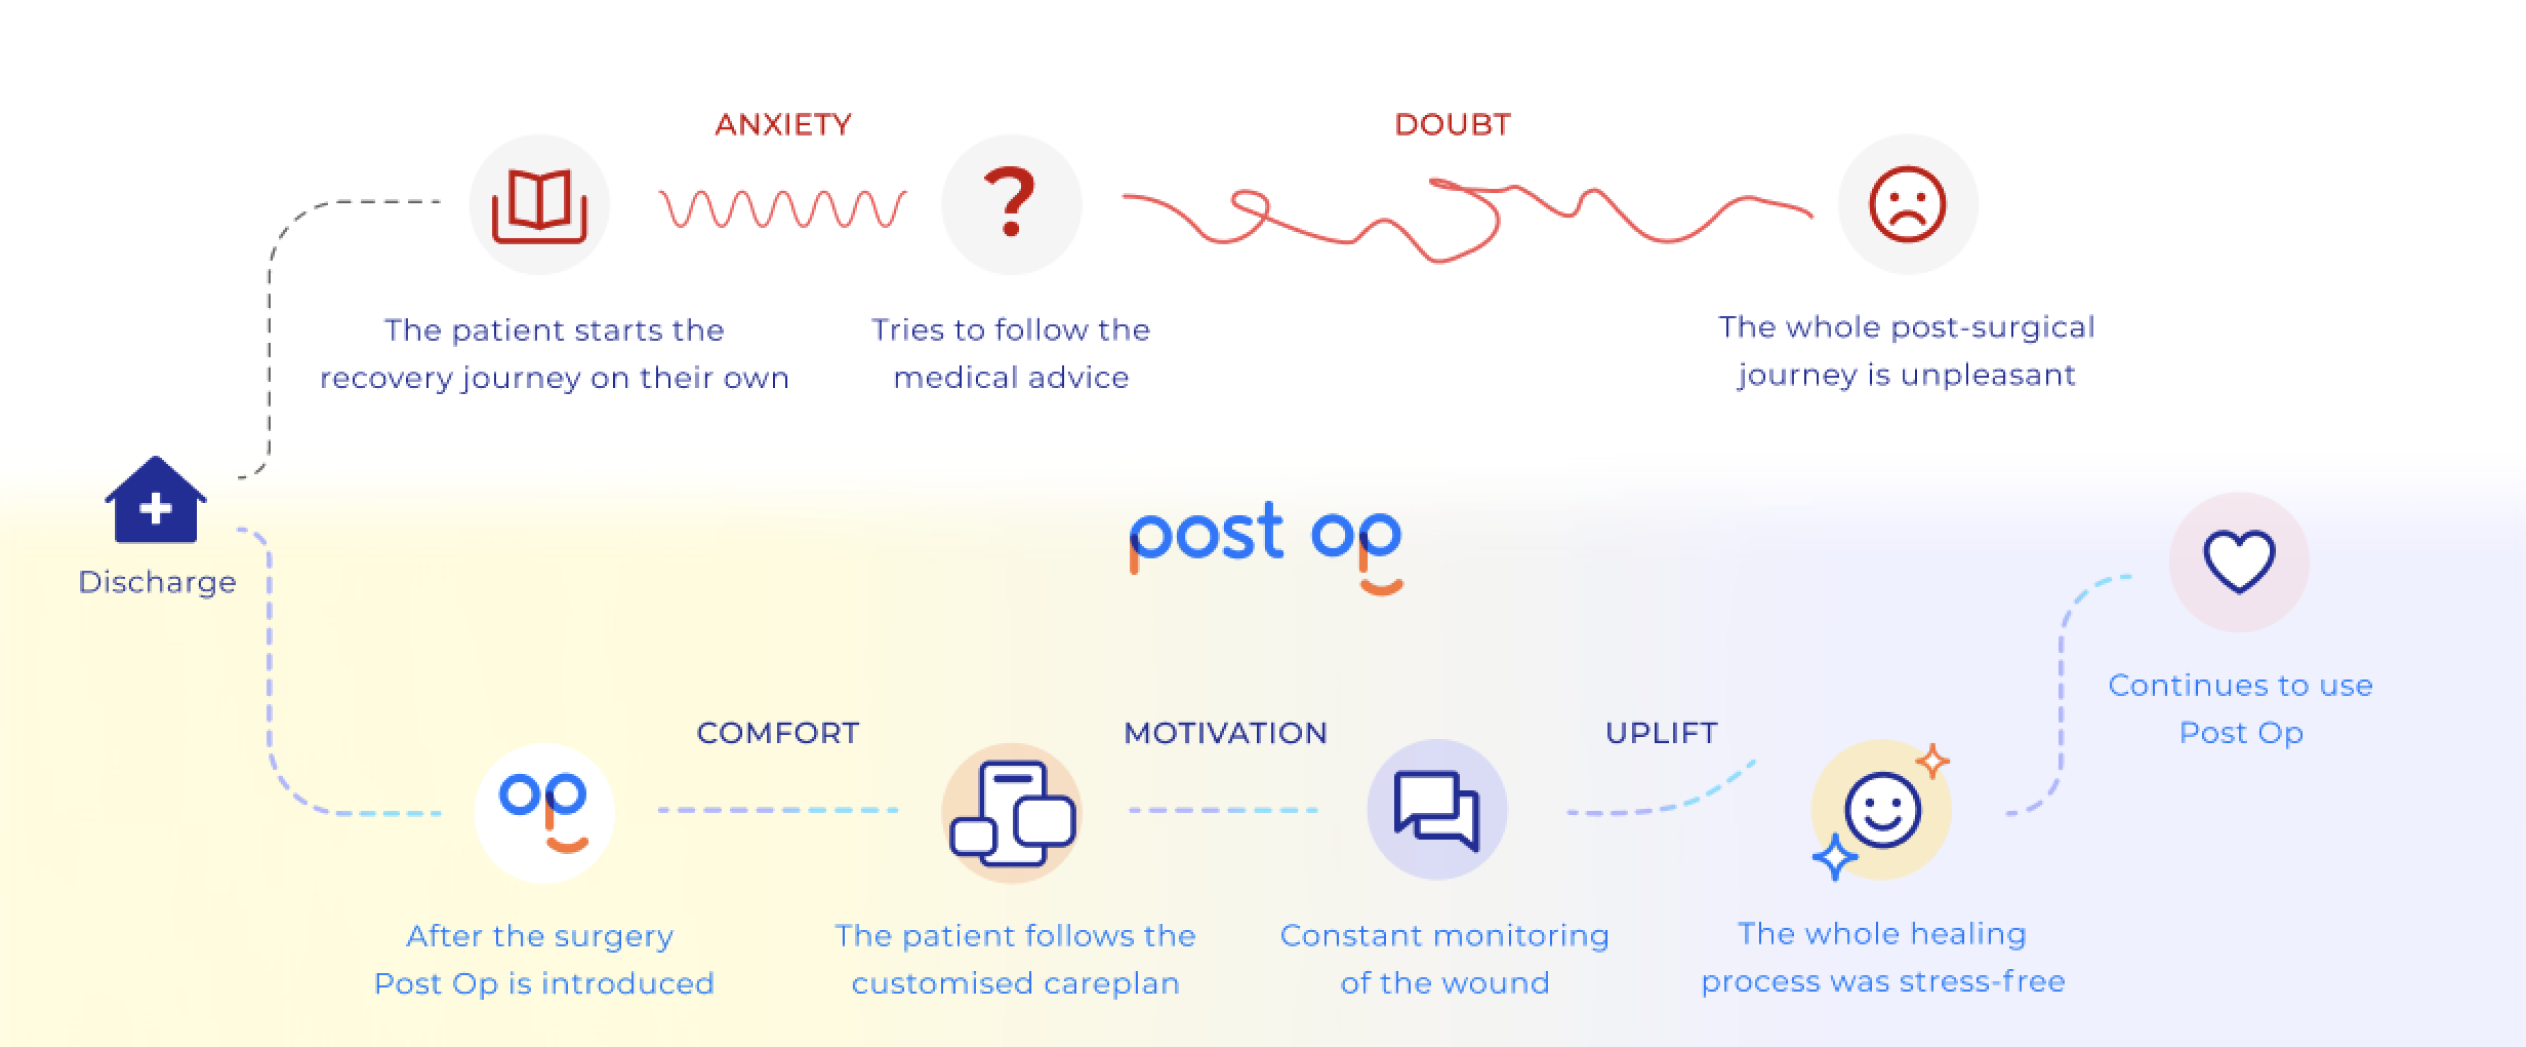 ANXIETY
DOUBT
?
The patient starts the
recovery journey on their own
Tries to follow the
medical advice
The whole post-surgical
journey is unpleasant
Discharge
post op
Continues to use
Post Op
COMFORT
MOTIVATION
UPLIFT
op
After the surgery
Post Op is introduced
The patient follows the
customised careplan
Constant monitoring
of the wound
The whole healing
process was stress-free